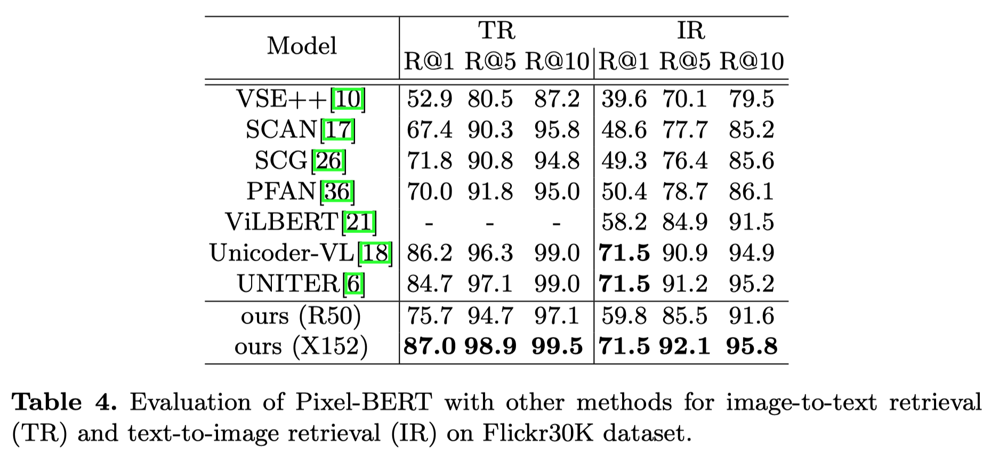 Model TR IR
R@1 R@5 R@10 R@1 R@5 R@10
VSE++[10] 52.9 80.5 87.2 39.6 70.1 79.5
SCAN[17] 67.4 90.3 95.8 48.6 77.7 85.2
SCG[26] 71.8 90.8 94.8 49.3 76.4 85.6
PFAN[36] 70.0 91.8 95.0 50.4 78.7 86.1
ViLBERT[21] - - - 58.2 84.9 91.5
Unicoder-VL[18] 86.2 96.3 99.0 71.5 90.9 94.9
UNITER[6] 84.7 97.1 99.0 71.5 91.2 95.2
ours (R50) 75.7 94.7 97.1 59.8 85.5 91.6
ours (X152) 87.0 98.9 99.5 71.5 92.1 95.8
Table 4. Evaluation of Pixel-BERT with other methods for image-to-text retrieval
(TR) and text-to-image retrieval (IR) on Flickr30K dataset.